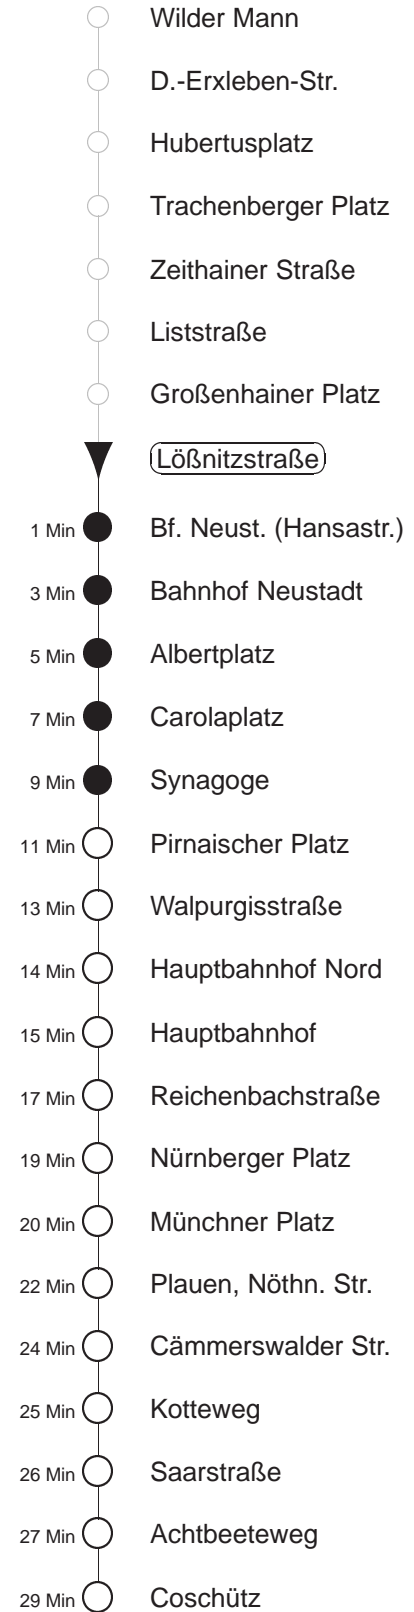 Wilder Mann
D.-Erxleben-Str.
Hubertusplatz
Trachenberger Platz
Zeithainer Straße
Liststraße
Großenhainer Platz
Lößnitzstraße
1 Min Bf. Neust. (Hansastr.)
3 Min Bahnhof Neustadt
5 Min Albertplatz
7 Min Carolaplatz
9 Min Synagoge
11 Min Pirnaischer Platz
13 Min Walpurgisstraße
14 Min Hauptbahnhof Nord
15 Min Hauptbahnhof
17 Min Reichenbachstraße
19 Min Nürnberger Platz
20 Min Münchner Platz
22 Min Plauen, Nöthn. Str.
24 Min Cämmerswalder Str.
25 Min Kotteweg
26 Min Saarstraße
27 Min Achtbeeteweg
29 Min Coschütz